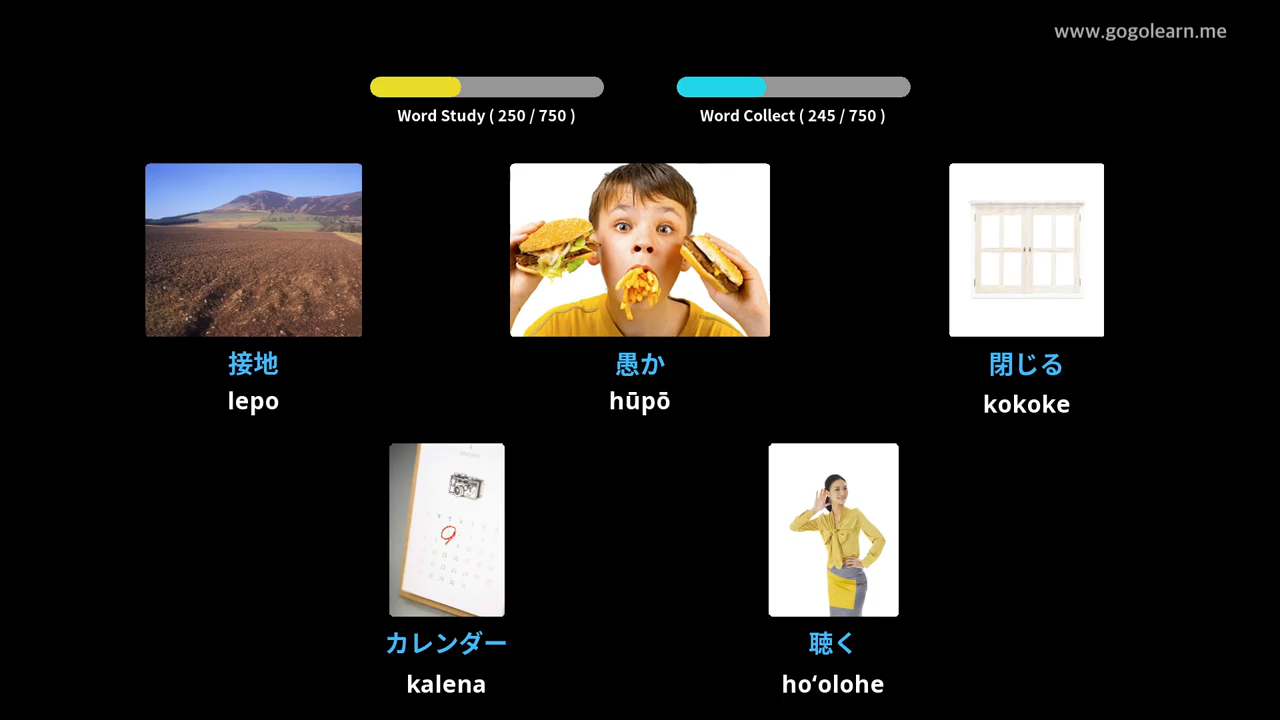 www.gogolearn.me
Word Study ( 250 / 750 )
Word Collect ( 245 / 750 )
接地
lepo
愚か
hūpō
閉じる
kokoke
カレンダー
kalena
聴く
hoʻolohe